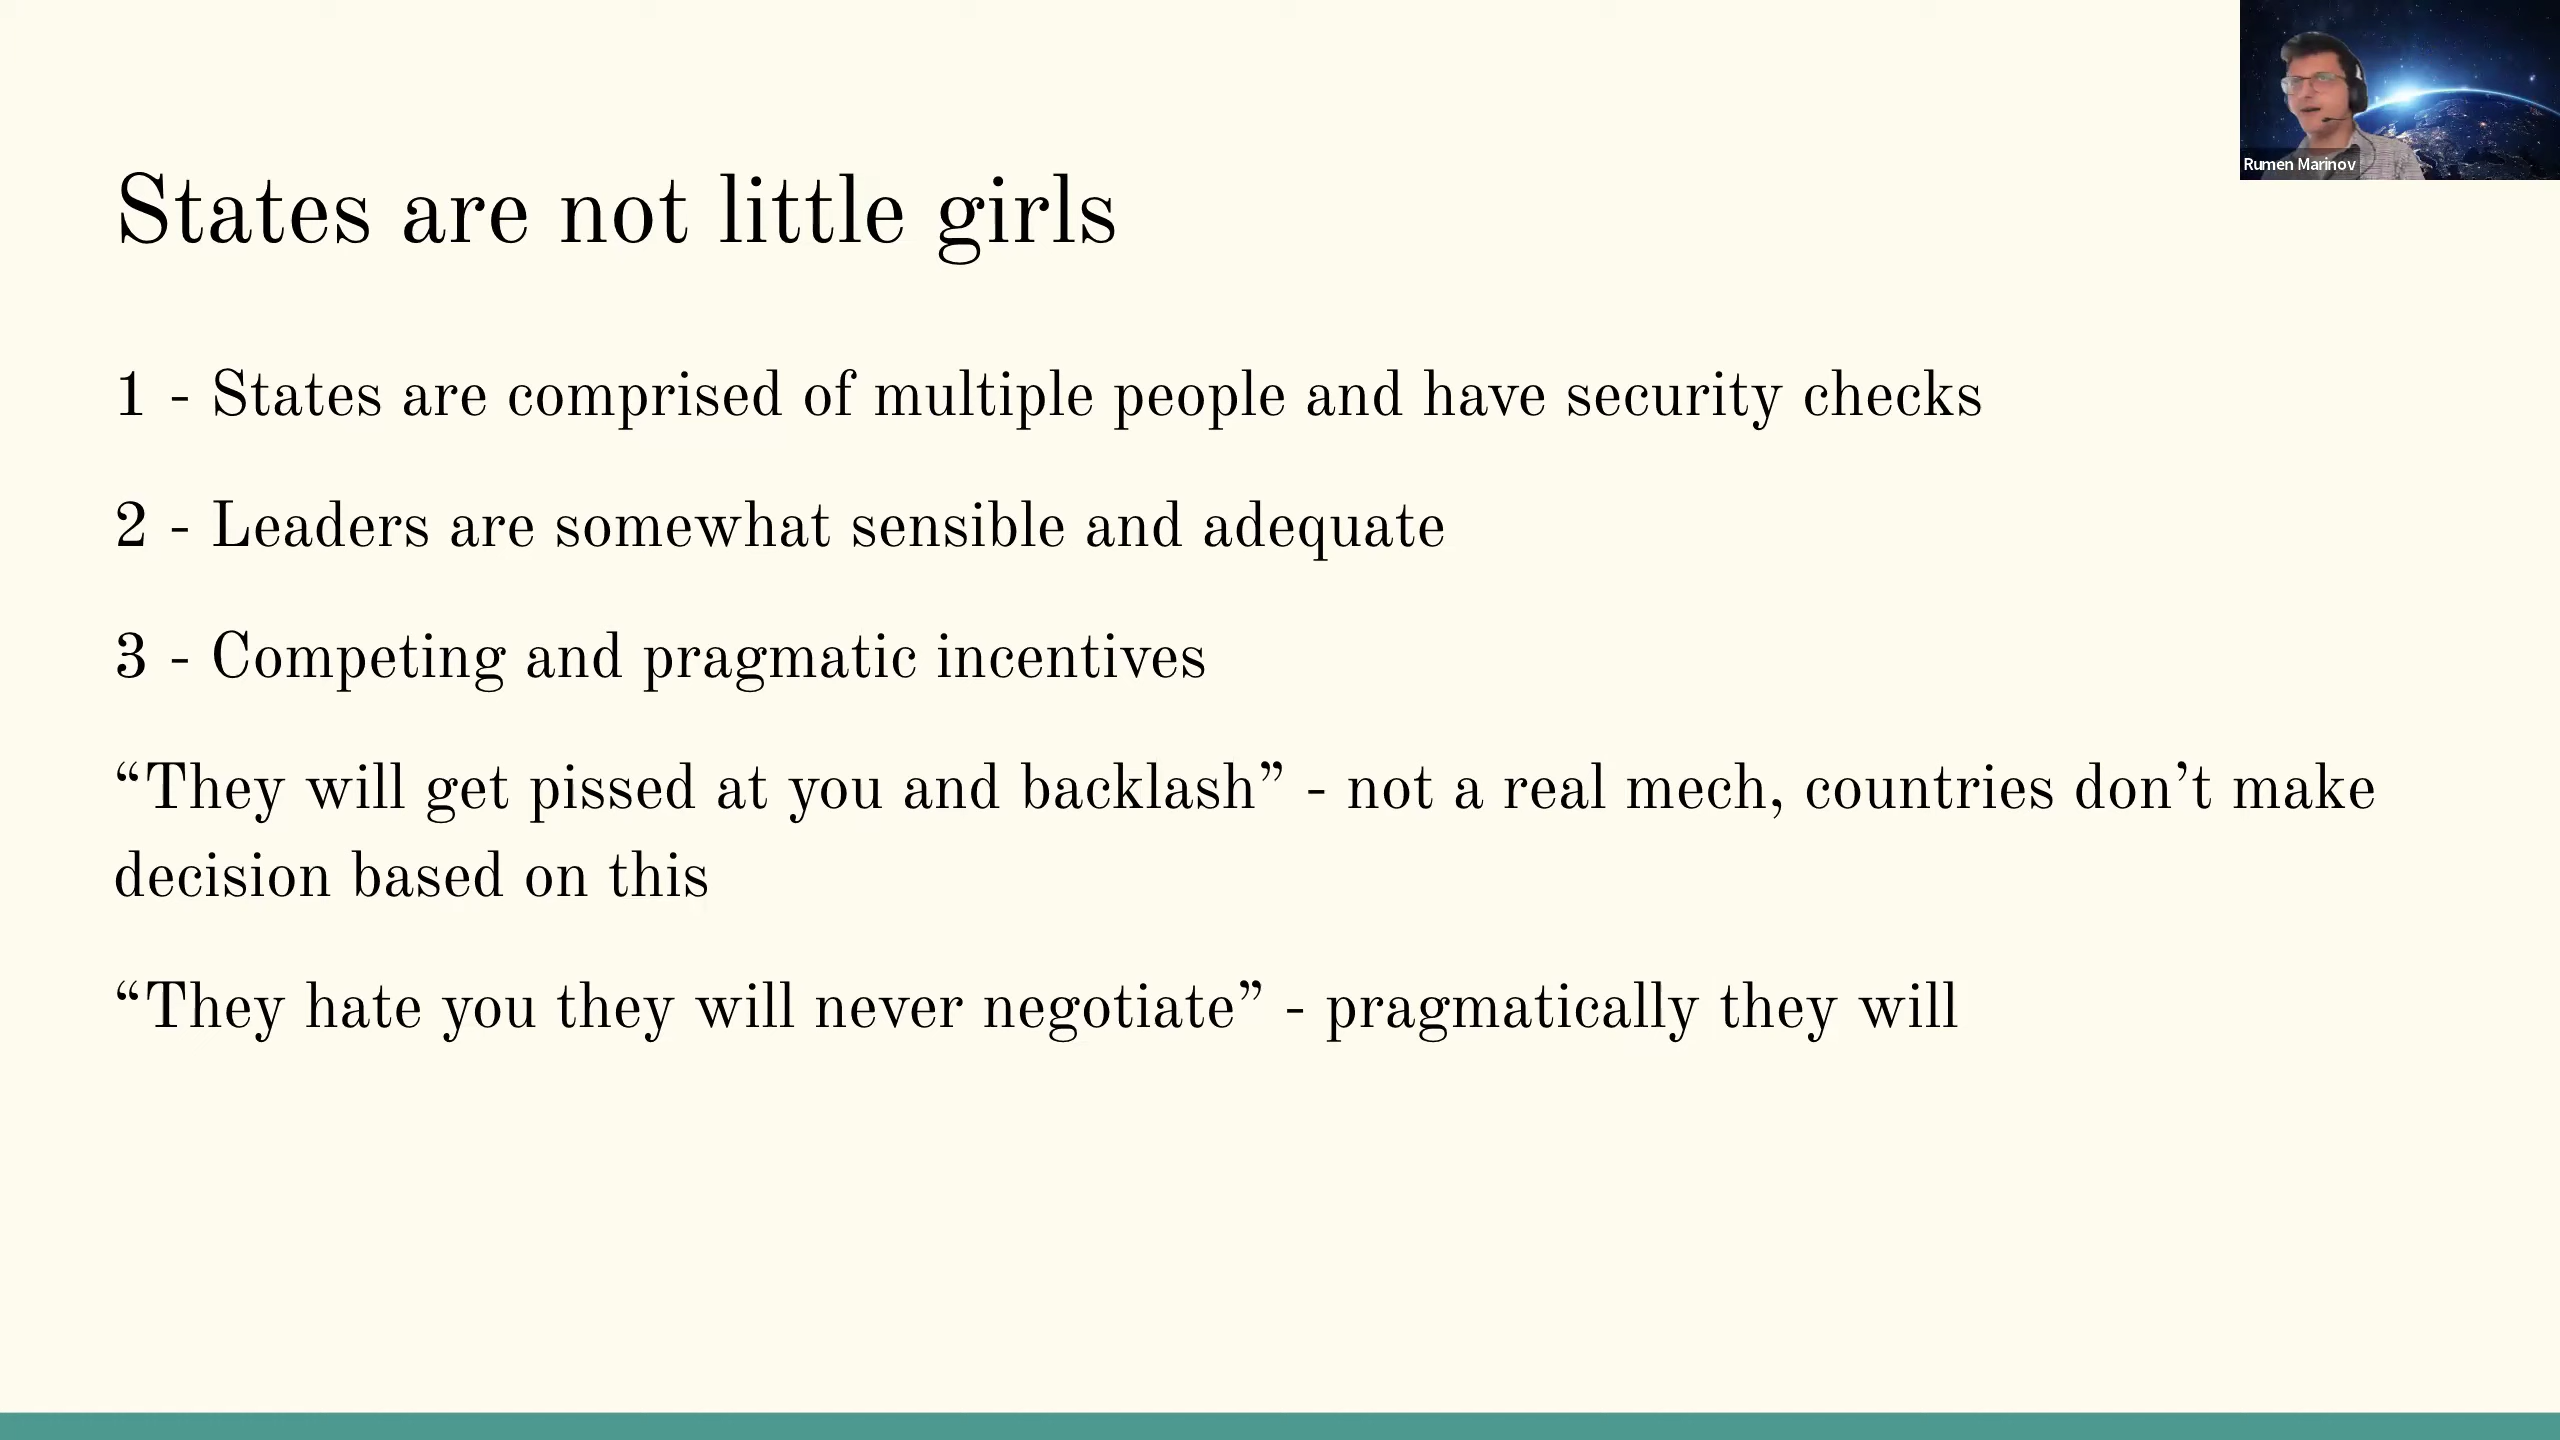 Rumen Marinov
States are not little girls
1 - States are comprised of multiple people and have security checks
2 - Leaders are somewhat sensible and adequate
3 - Competing and pragmatic incentives
“They will get pissed at you and backlash” - not a real mech, countries don’t make
decision based on this
“They hate you they will never negotiate” - pragmatically they will